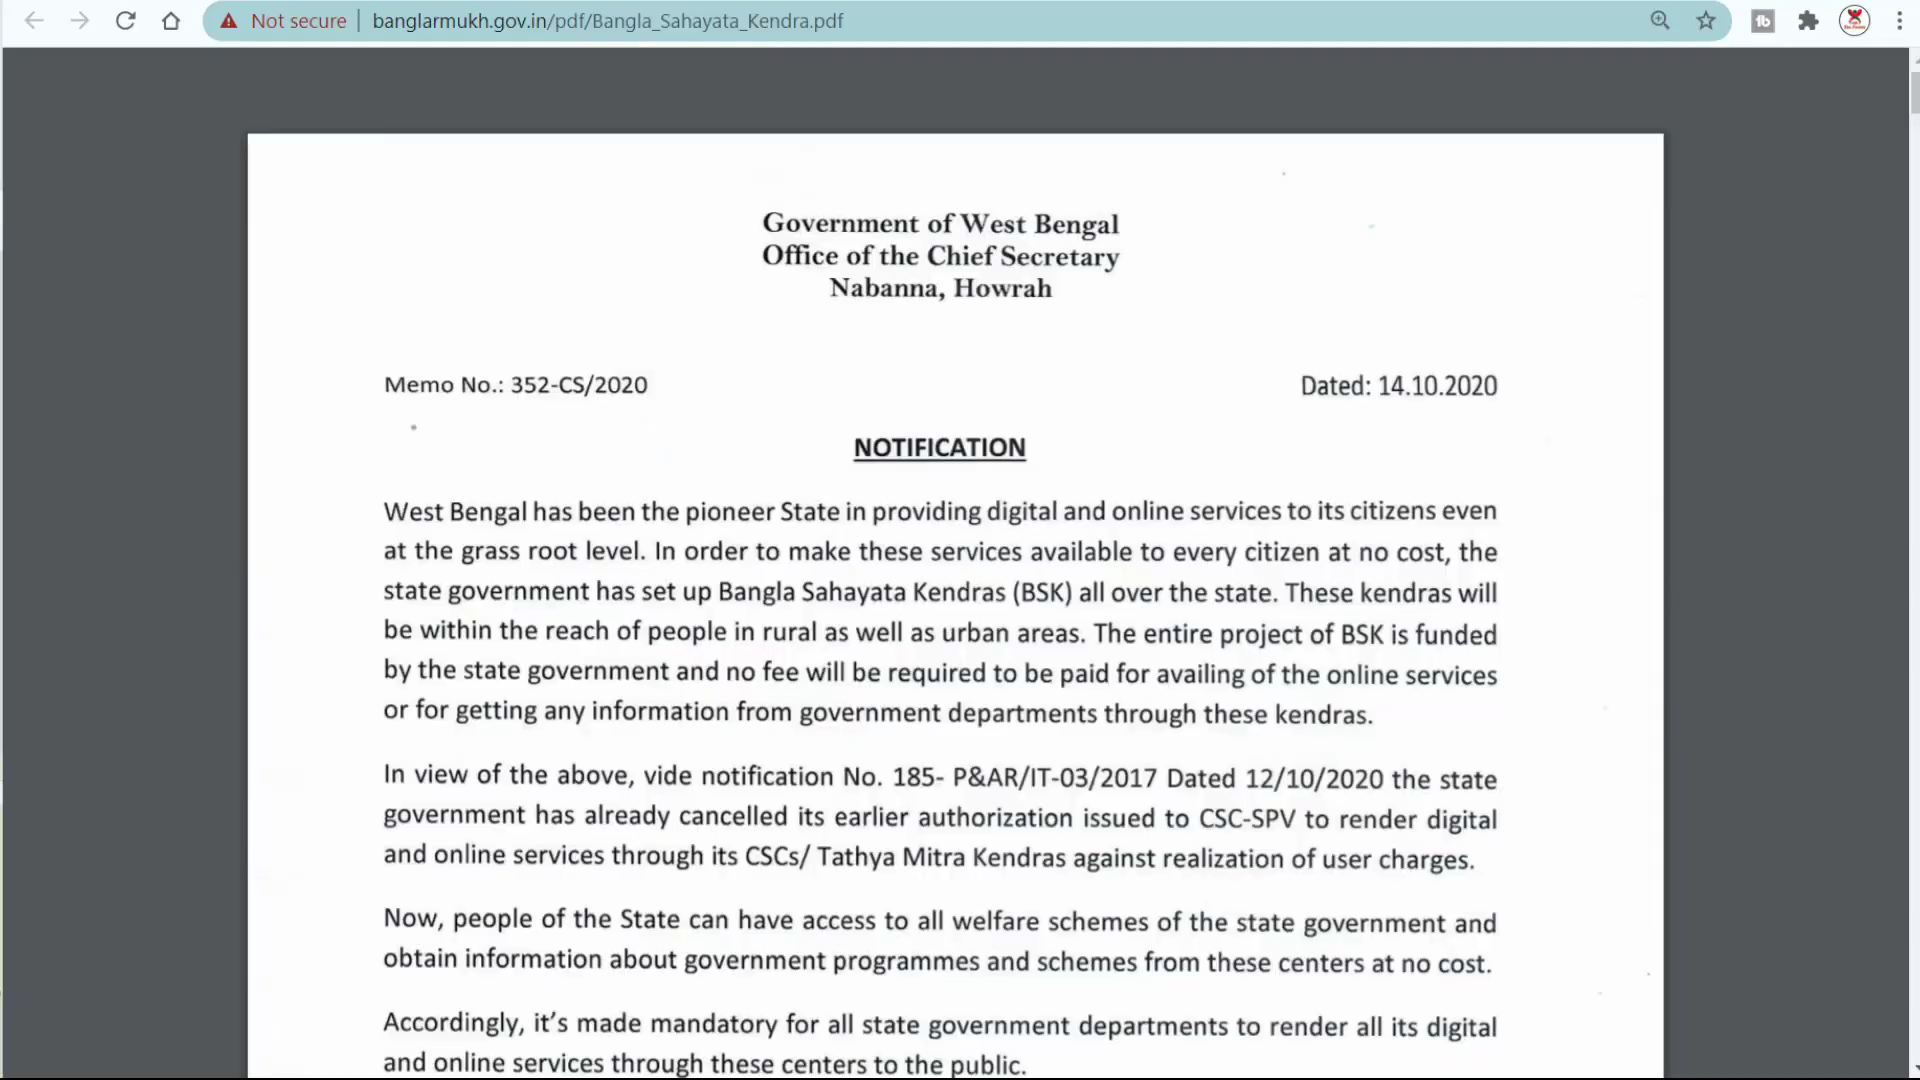 Not secure banglarmukh.gov.in/pdf/Bangla_Sahayata_Kendra.pdf
Government of West Bengal
Office of the Chief Secretary
Nabanna, Howrah
Memo No.: 352-CS/2020 Dated: 14.10.2020
NOTIFICATION
West Bengal has been the pioneer State in providing digital and online services to its citizens even
at the grass root level. In order to make these services available to every citizen at no cost, the
state government has set up Bangla Sahayata Kendras (BSK) all over the state. These kendras will
be within the reach of people in rural as well as urban areas. The entire project of BSK is funded
by the state government and no fee will be required to be paid for availing of the online services
or for getting any information from government departments through these kendras.
In view of the above, vide notification No. 185- P&AR/IT-03/2017 Dated 12/10/2020 the state
government has already cancelled its earlier authorization issued to CSC-SPV to render digital
and online services through its CSCs/ Tathya Mitra Kendras against realization of user charges.
Now, people of the State can have access to all welfare schemes of the state government and
obtain information about government programmes and schemes from these centers at no cost.
Accordingly, it's made mandatory for all state government departments to render all its digital
and online services through these centers to the public.